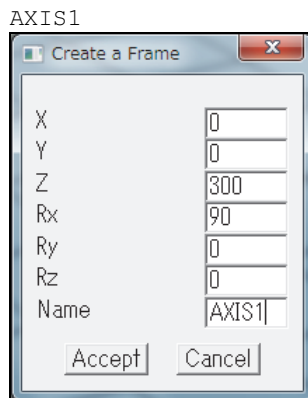 AXIS1
Create a Frame
X 0
Y 0
Z 300
Rx 90
Ry 0
Rz 0
Name AXIS1
Accept Cancel